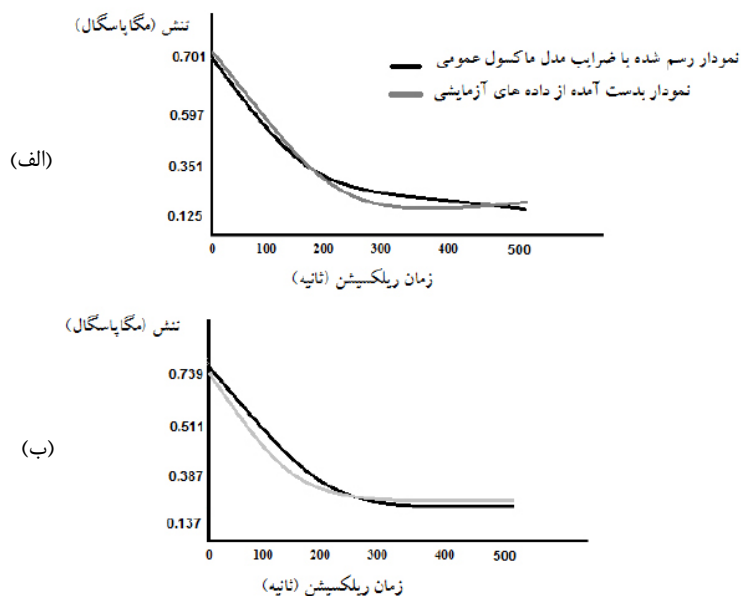 تنش (مگاپاسگال)
نمودار رسم شده با ضرایب مدل ماکسول عمومی
نمودار بدست آمده از داده های آزمایشی
(الف)
0.701
0.597
0.351
0.125
0 100 200 300 400 500
زمان ریلکسیشن (ثانیه)
تنش (مگاپاسگال)
(ب)
0.739
0.511
0.387
0.137
0 100 200 300 400 500
زمان ریلکسیشن (ثانیه)